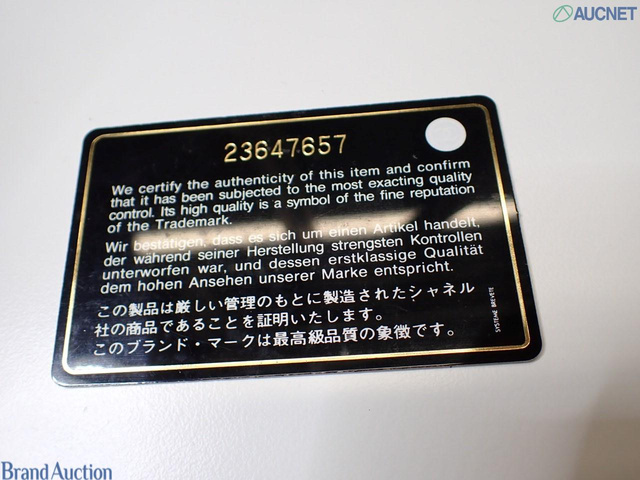 AUCNET
23647657
We certify the authenticity of this item and confirm
that it has been subjected to the most exacting quality
control. Its high quality is a symbol of the fine reputation
of the Trademark.
Wir bestätigen, dass es sich um einen Artikel handelt,
der während seiner Herstellung strengsten Kontrollen
unterworfen war, und dessen erstklassige Qualität
dem hohen Ansehen unserer Marke entspricht.
この製品は厳しい管理のもとに製造されたシャネル
社の商品であることを証明いたします。
このブランド・マークは最高級品質の象徴です。
SYSTEME BREVETE
Brand Auction